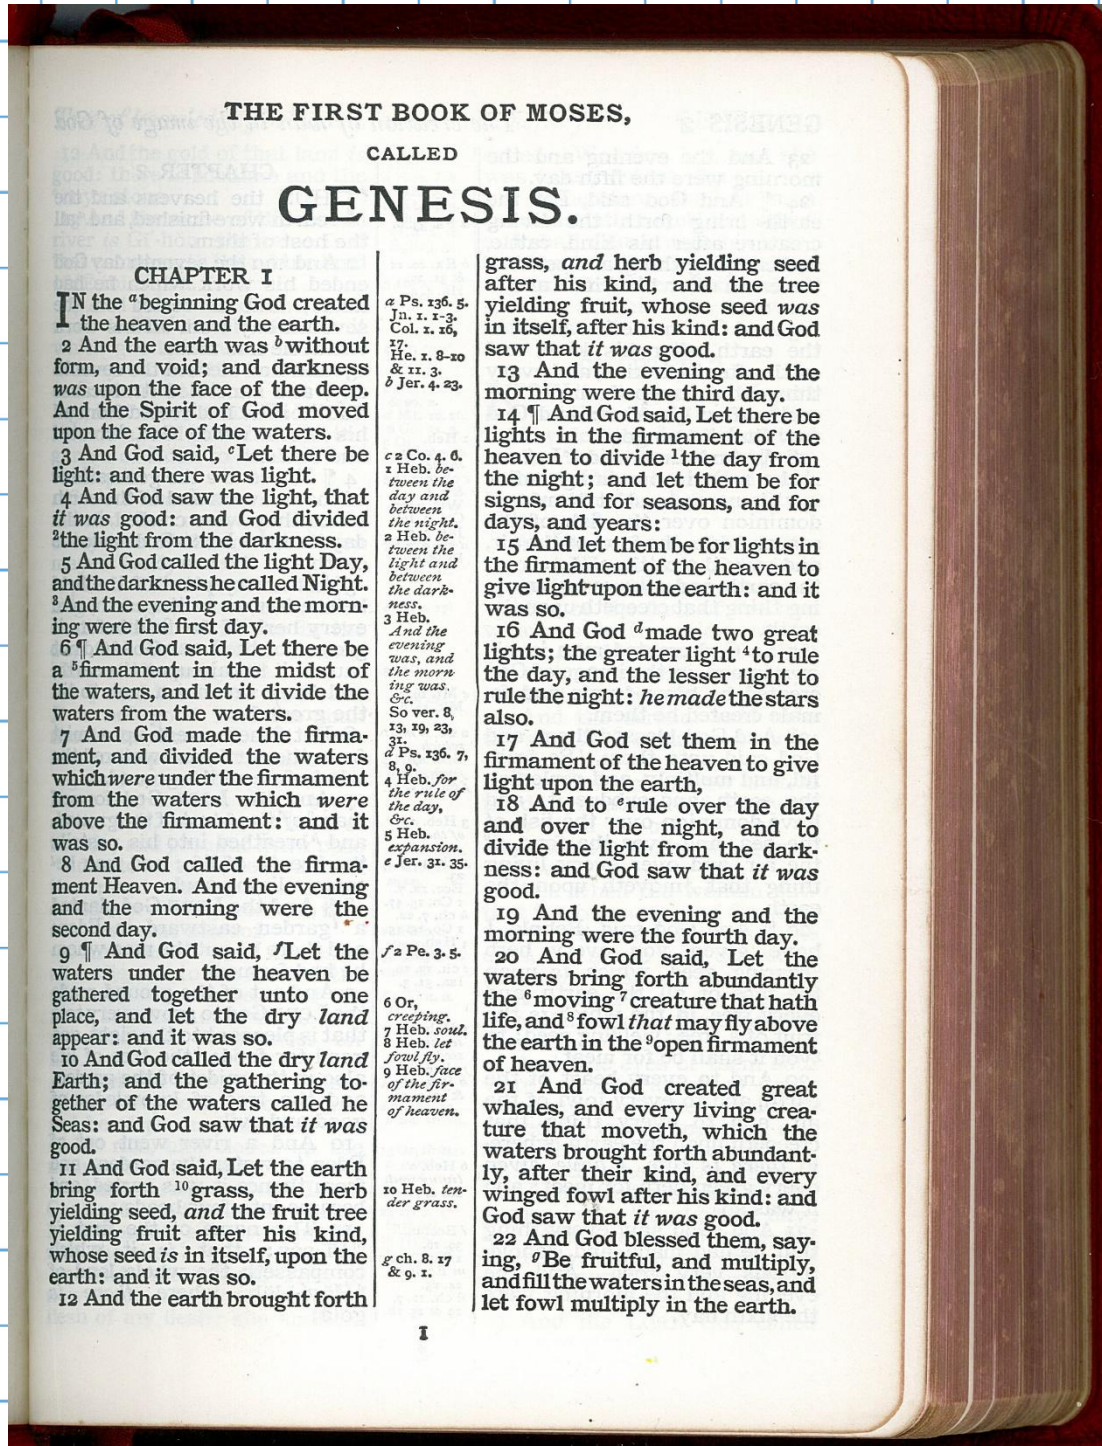 THE FIRST BOOK OF MOSES,
CALLED
GENESIS.
CHAPTER I
IN the ᵃbeginning God created
the heaven and the earth.
2 And the earth was ᵇwithout
form, and void; and darkness
was upon the face of the deep.
And the Spirit of God moved
upon the face of the waters.
3 And God said, ᶜLet there be
light: and there was light.
4 And God saw the light, that
it was good: and God divided
²the light from the darkness.
5 And God called the light Day,
and the darkness he called Night.
³And the evening and the morn-
ing were the first day.
6 ¶ And God said, Let there be
a ⁵firmament in the midst of
the waters, and let it divide the
waters from the waters.
7 And God made the firma-
ment, and divided the waters
which were under the firmament
from the waters which were
above the firmament: and it
was so.
8 And God called the firma-
ment Heaven. And the evening
and the morning were the
second day.
9 ¶ And God said, ᶠLet the
waters under the heaven be
gathered together unto one
place, and let the dry land
appear: and it was so.
10 And God called the dry land
Earth; and the gathering to-
gether of the waters called he
Seas: and God saw that it was
good.
11 And God said, Let the earth
bring forth ¹⁰grass, the herb
yielding seed, and the fruit tree
yielding fruit after his kind,
whose seed is in itself, upon the
earth: and it was so.
12 And the earth brought forth
a Ps. 136. 5.
Jn. 1. 1-3.
Col. 1. 16,
17.
He. 1. 8-10
& 11. 3.
b Jer. 4. 23.
c 2 Co. 4. 6.
1 Heb. be-
tween the
day and
between
the night.
2 Heb. be-
tween the
light and
between
the dark-
ness.
3 Heb.
And the
evening
was, and
the morn
ing was,
&c.
So ver. 8,
13, 19, 23,
31.
d Ps. 136. 7,
8, 9.
4 Heb. for
the rule of
the day,
&c.
5 Heb.
expansion.
e Jer. 31. 35.
f 2 Pe. 3. 5.
6 Or,
creeping.
7 Heb. soul.
8 Heb. let
fowl fly.
9 Heb. face
of the fir-
mament
of heaven.
10 Heb. ten-
der grass.
g ch. 8. 17
& 9. 1.
grass, and herb yielding seed
after his kind, and the tree
yielding fruit, whose seed was
in itself, after his kind: and God
saw that it was good.
13 And the evening and the
morning were the third day.
14 ¶ And God said, Let there be
lights in the firmament of the
heaven to divide ¹the day from
the night; and let them be for
signs, and for seasons, and for
days, and years:
15 And let them be for lights in
the firmament of the heaven to
give light upon the earth: and it
was so.
16 And God ᵈmade two great
lights; the greater light ⁴to rule
the day, and the lesser light to
rule the night: he made the stars
also.
17 And God set them in the
firmament of the heaven to give
light upon the earth,
18 And to ᵉrule over the day
and over the night, and to
divide the light from the dark-
ness: and God saw that it was
good.
19 And the evening and the
morning were the fourth day.
20 And God said, Let the
waters bring forth abundantly
the ⁶moving ⁷creature that hath
life, and ⁸fowl that may fly above
the earth in the ⁹open firmament
of heaven.
21 And God created great
whales, and every living crea-
ture that moveth, which the
waters brought forth abundant-
ly, after their kind, and every
winged fowl after his kind: and
God saw that it was good.
22 And God blessed them, say-
ing, ᵍBe fruitful, and multiply,
and fill the waters in the seas, and
let fowl multiply in the earth.
1